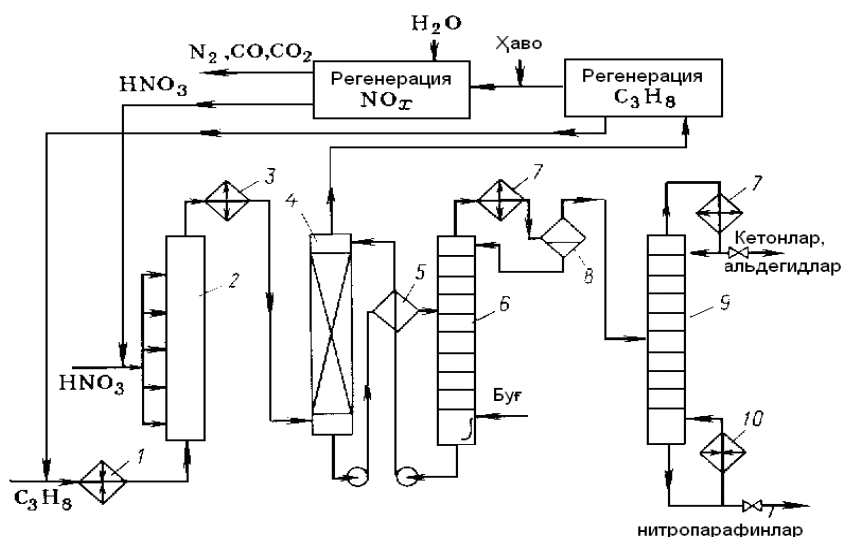 H₂O
Ҳаво
N₂,CO,CO₂
Регенерация
NOx
Регенерация
C₃H₈
HNO₃
3
4
7
7
Кетонлар,
альдегидлар
8
5
2
6
9
HNO₃
Буғ
1
10
C₃H₈
нитропарафинлар